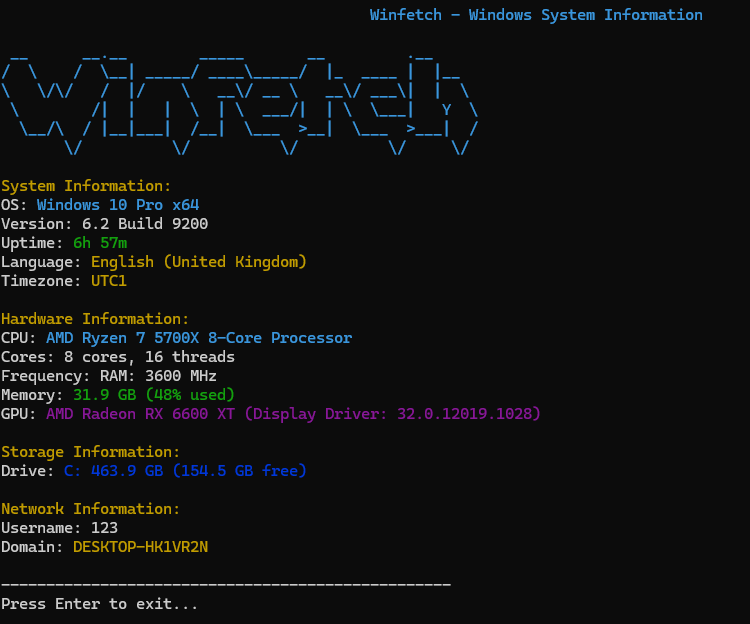 Winfetch - Windows System Information
Winfetch
System Information:
OS: Windows 10 Pro x64
Version: 6.2 Build 9200
Uptime: 6h 57m
Language: English (United Kingdom)
Timezone: UTC1
Hardware Information:
CPU: AMD Ryzen 7 5700X 8-Core Processor
Cores: 8 cores, 16 threads
Frequency: RAM: 3600 MHz
Memory: 31.9 GB (48% used)
GPU: AMD Radeon RX 6600 XT (Display Driver: 32.0.12019.1028)
Storage Information:
Drive: C: 463.9 GB (154.5 GB free)
Network Information:
Username: 123
Domain: DESKTOP-HK1VR2N
--------------------------------------------------
Press Enter to exit...